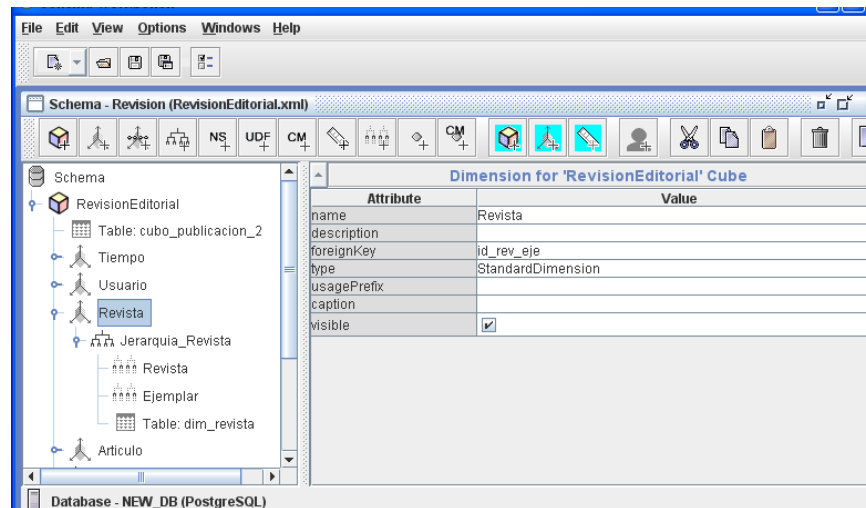 File Edit View Options Windows Help
Schema - Revision (RevisionEditorial.xml)
NS UDF CM CM
Schema
RevisionEditorial
Table: cubo_publicacion_2
Tiempo
Usuario
Revista
Jerarquia_Revista
Revista
Ejemplar
Table: dim_revista
Articulo
Dimension for 'RevisionEditorial' Cube
Attribute Value
name Revista
description
foreignKey id_rev_eje
type StandardDimension
usagePrefix
caption
visible
Database - NEW_DB (PostgreSQL)